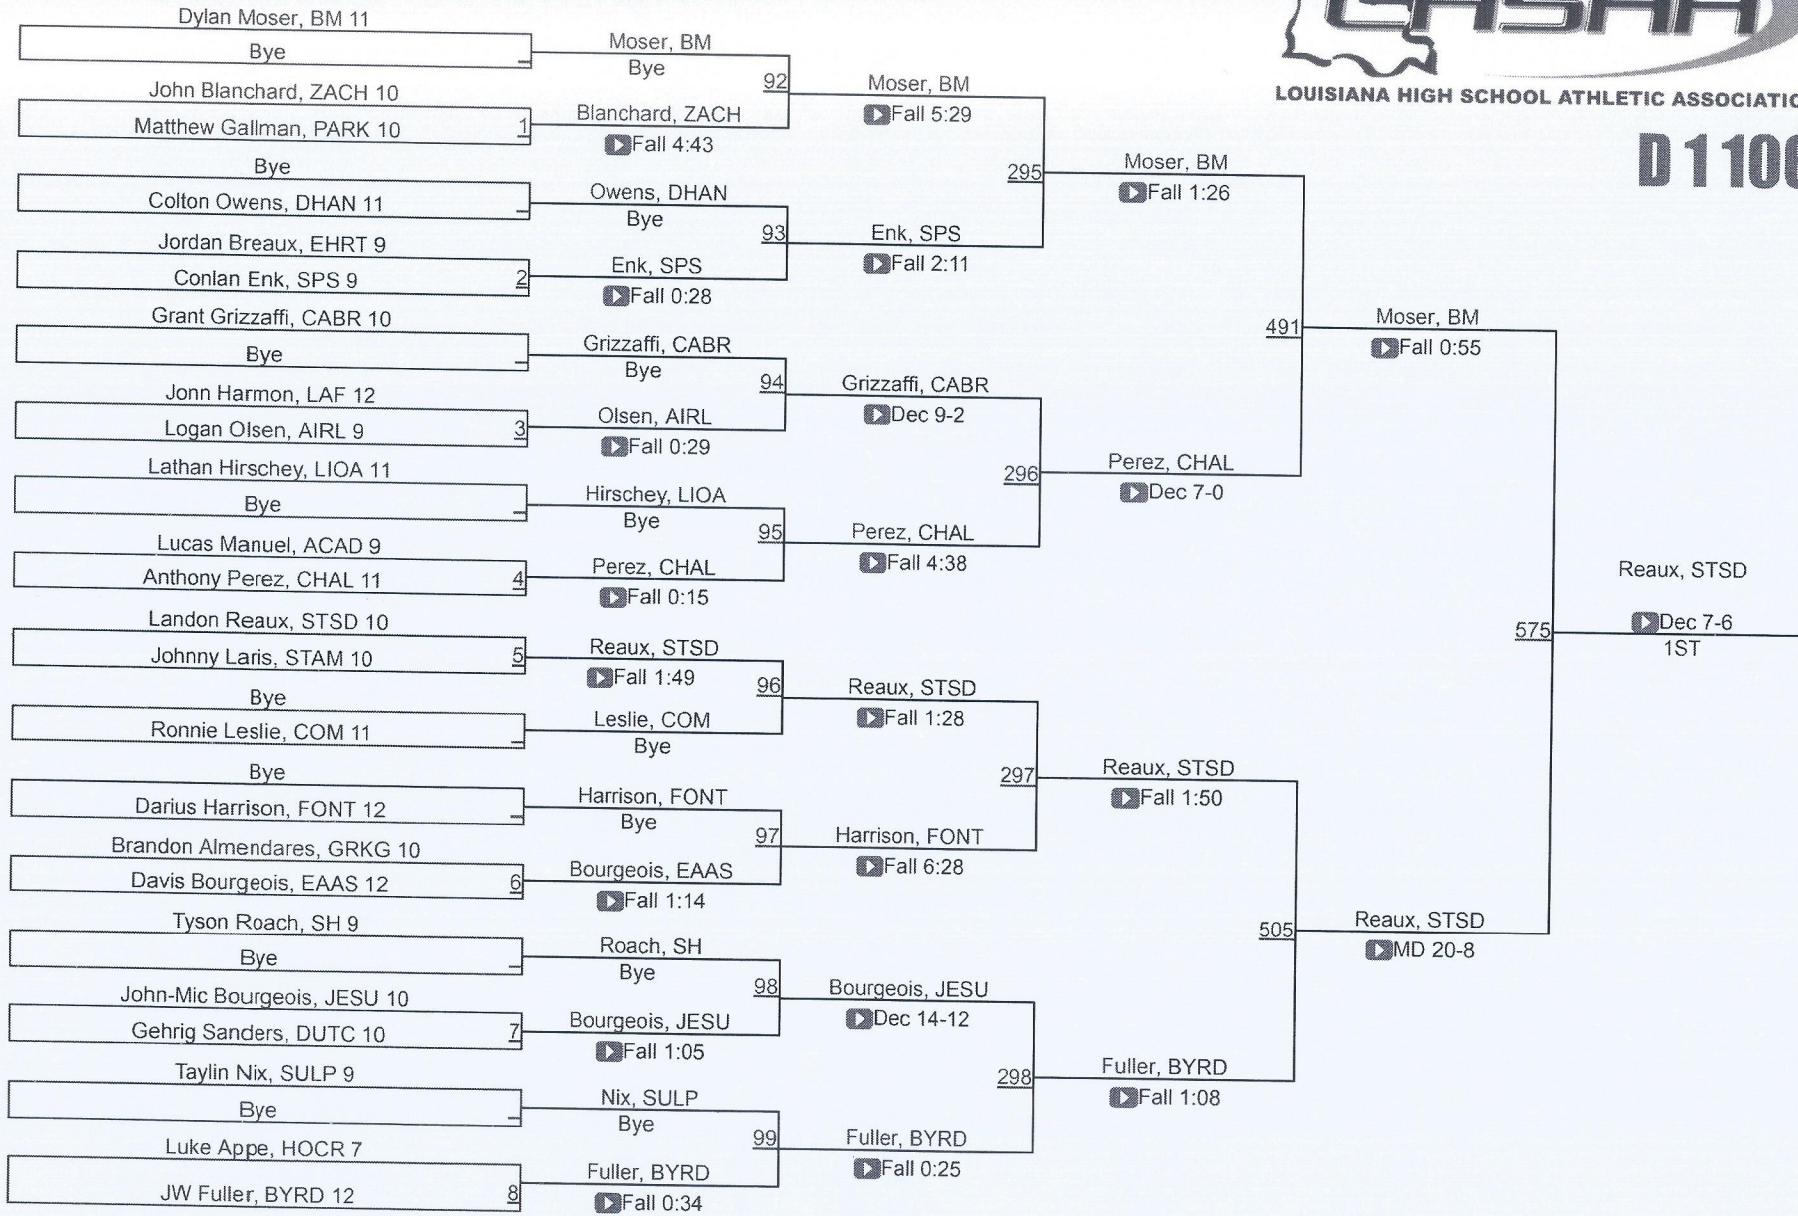 LHSAA
LOUISIANA HIGH SCHOOL ATHLETIC ASSOCIATIO
D 1 106
Dylan Moser, BM 11
Bye
John Blanchard, ZACH 10
Matthew Gallman, PARK 10
1
Bye
Colton Owens, DHAN 11
Jordan Breaux, EHRT 9
Conlan Enk, SPS 9
2
Grant Grizzaffi, CABR 10
Bye
Jonn Harmon, LAF 12
Logan Olsen, AIRL 9
3
Lathan Hirschey, LIOA 11
Bye
Lucas Manuel, ACAD 9
Anthony Perez, CHAL 11
4
Landon Reaux, STSD 10
Johnny Laris, STAM 10
5
Bye
Ronnie Leslie, COM 11
Bye
Darius Harrison, FONT 12
Brandon Almendares, GRKG 10
Davis Bourgeois, EAAS 12
6
Tyson Roach, SH 9
Bye
John-Mic Bourgeois, JESU 10
Gehrig Sanders, DUTC 10
7
Taylin Nix, SULP 9
Bye
Luke Appe, HOCR 7
JW Fuller, BYRD 12
8
Moser, BM
Bye
92
Blanchard, ZACH
Fall 4:43
Owens, DHAN
Bye
93
Enk, SPS
Fall 0:28
Grizzaffi, CABR
Bye
94
Olsen, AIRL
Fall 0:29
Hirschey, LIOA
Bye
95
Perez, CHAL
Fall 0:15
Reaux, STSD
Fall 1:49
96
Leslie, COM
Bye
Harrison, FONT
Bye
97
Bourgeois, EAAS
Fall 1:14
Roach, SH
Bye
98
Bourgeois, JESU
Fall 1:05
Nix, SULP
Bye
99
Fuller, BYRD
Fall 0:34
Moser, BM
Fall 5:29
295
Enk, SPS
Fall 2:11
Grizzaffi, CABR
Dec 9-2
296
Perez, CHAL
Fall 4:38
Reaux, STSD
Fall 1:28
297
Harrison, FONT
Fall 6:28
Bourgeois, JESU
Dec 14-12
298
Fuller, BYRD
Fall 0:25
Moser, BM
Fall 1:26
491
Perez, CHAL
Dec 7-0
Reaux, STSD
Fall 1:50
505
Fuller, BYRD
Fall 1:08
Moser, BM
Fall 0:55
575
Reaux, STSD
MD 20-8
Reaux, STSD
Dec 7-6
1ST